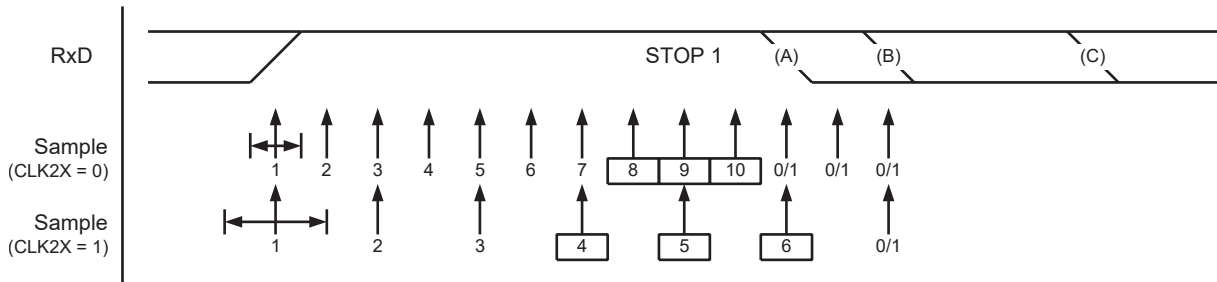 RxD
STOP 1
(A)
(B)
(C)
Sample
(CLK2X = 0)
1 2 3 4 5 6 7 8 9 10 0/1 0/1 0/1
Sample
(CLK2X = 1)
1 2 3 4 5 6 0/1